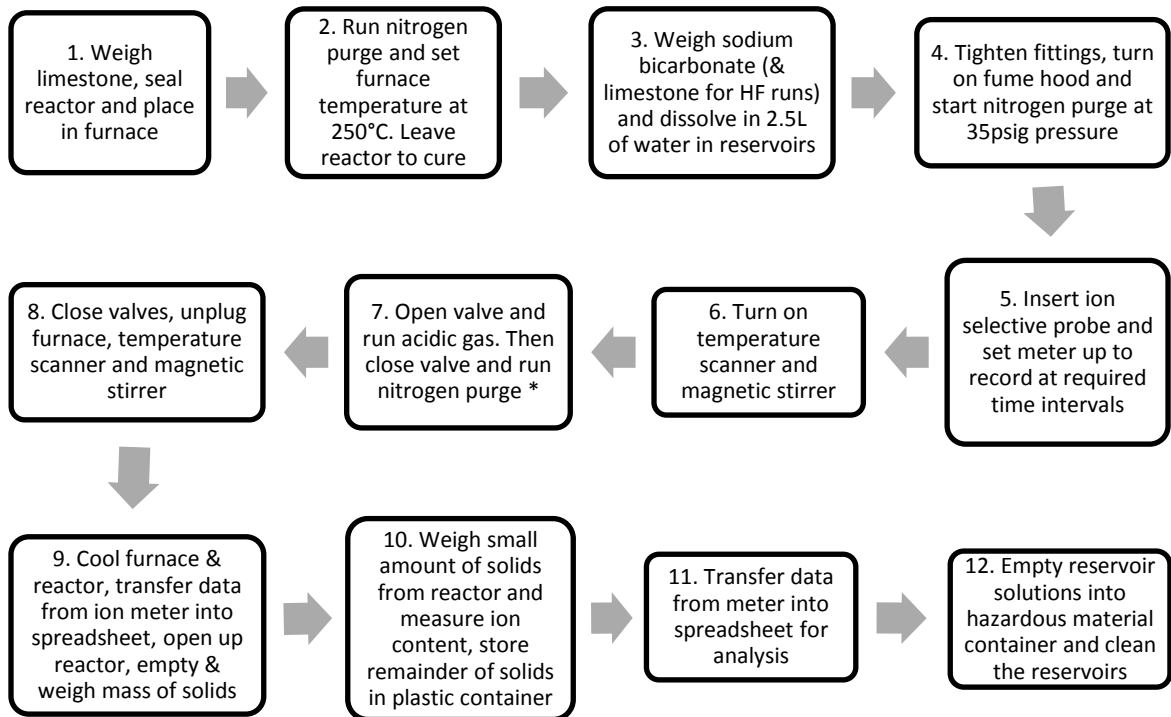 1. Weigh
limestone, seal
reactor and place
in furnace
2. Run nitrogen
purge and set
furnace
temperature at
250°C. Leave
reactor to cure
3. Weigh sodium
bicarbonate (&
limestone for HF runs)
and dissolve in 2.5L
of water in reservoirs
4. Tighten fittings, turn
on fume hood and
start nitrogen purge at
35psig pressure
5. Insert ion
selective probe and
set meter up to
record at required
time intervals
6. Turn on
temperature
scanner and
magnetic stirrer
7. Open valve and
run acidic gas. Then
close valve and run
nitrogen purge *
8. Close valves, unplug
furnace, temperature
scanner and magnetic
stirrer
9. Cool furnace &
reactor, transfer data
from ion meter into
spreadsheet, open up
reactor, empty &
weigh mass of solids
10. Weigh small
amount of solids
from reactor and
measure ion
content, store
remainder of solids
in plastic container
11. Transfer data
from meter into
spreadsheet for
analysis
12. Empty reservoir
solutions into
hazardous material
container and clean
the reservoirs